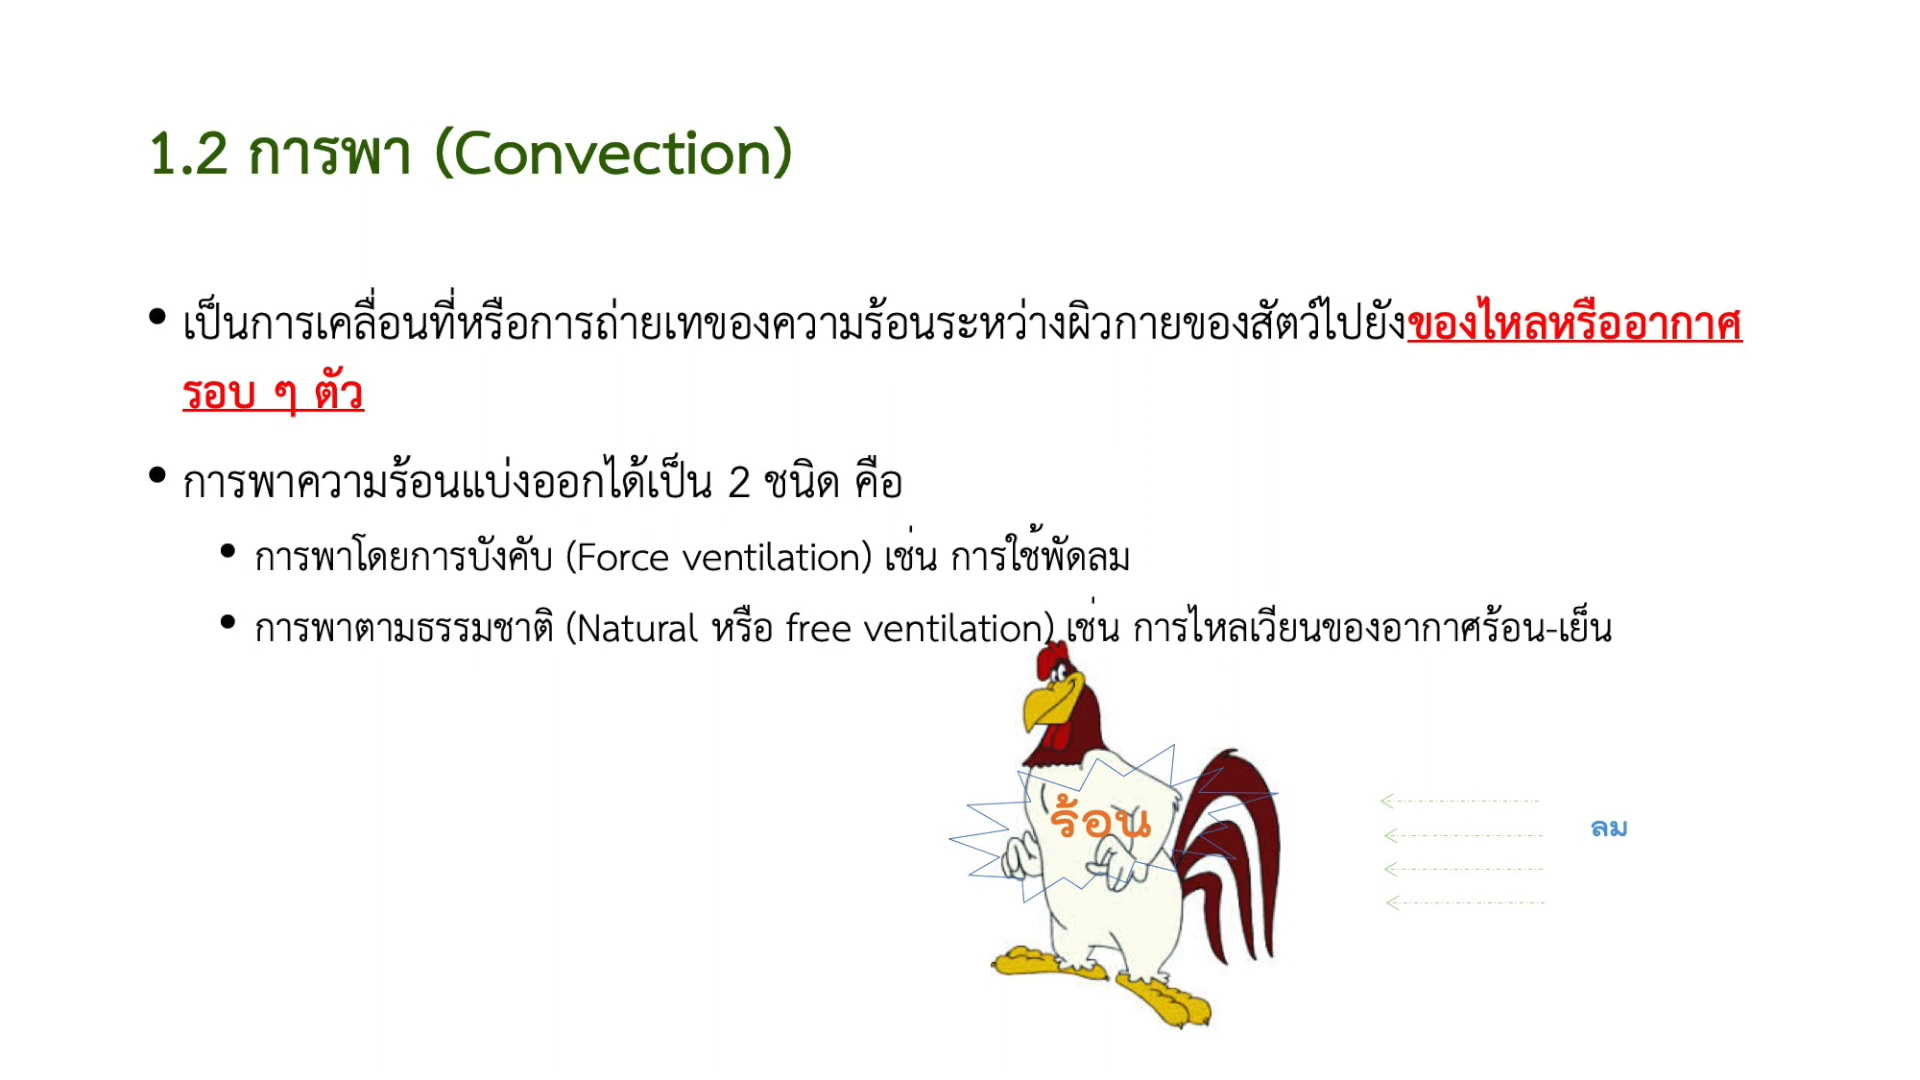 1.2 การพา (Convection)
• เป็นการเคลื่อนที่หรือการถ่ายเทของความร้อนระหว่างผิวกายของสัตว์ไปยังของไหลหรืออากาศ
รอบ ๆ ตัว
• การพาความร้อนแบ่งออกได้เป็น 2 ชนิด คือ
• การพาโดยการบังคับ (Force ventilation) เช่น การใช้พัดลม
• การพาตามธรรมชาติ (Natural หรือ free ventilation) เช่น การไหลเวียนของอากาศร้อน-เย็น
ร้อน
ลม